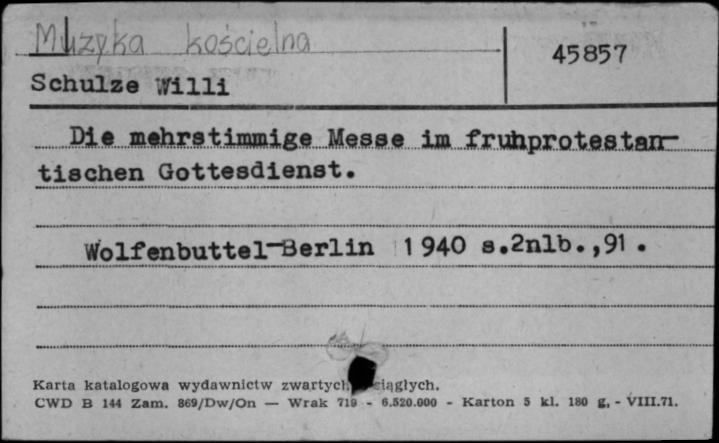 Muzyka kościelna
45857
Schulze Willi
Die mehrstimmige Messe im fruhprotestan-
tischen Gottesdienst.
Wolfenbuttel-Berlin 1940 s.2nlb.,91.
Karta katalogowa wydawnictw zwartych ciągłych.
CWD B 144 Zam. 869/Dw/On — Wrak 719 - 6.520.000 - Karton 5 kl. 180 g, - VIII.71.